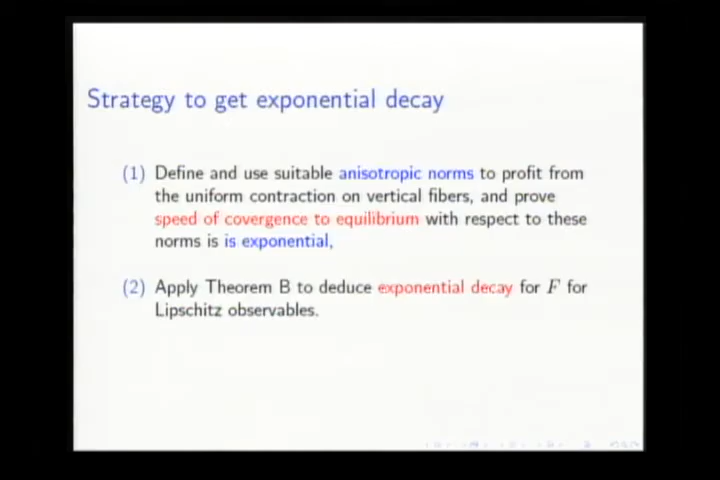 Strategy to get exponential decay
(1) Define and use suitable anisotropic norms to profit from
the uniform contraction on vertical fibers, and prove
speed of covergence to equilibrium with respect to these
norms is is exponential,
(2) Apply Theorem B to deduce exponential decay for F for
Lipschitz observables.